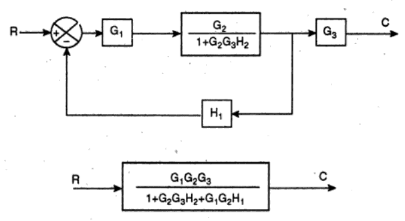 C
R
+
−
G₁
G₂
1+G₂G₃H₂
G₃
H₁
R
G₁G₂G₃
1+G₂G₃H₂+G₁G₂H₁
C